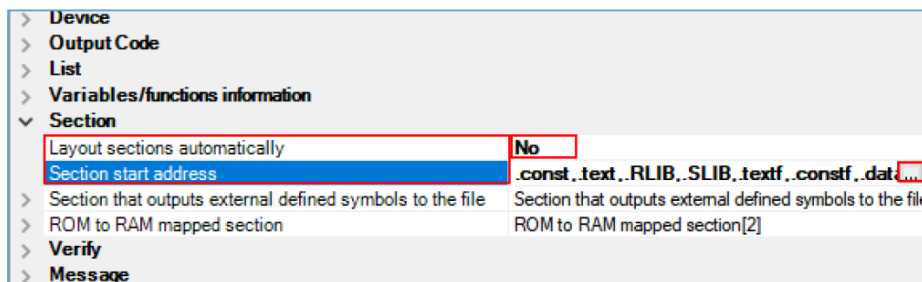 Device
Output Code
List
Variables/functions information
Section
Layout sections automatically No
Section start address .const,.text,.RLIB,.SLIB,.textf,.constf,.data ...
Section that outputs external defined symbols to the file Section that outputs external defined symbols to the file
ROM to RAM mapped section ROM to RAM mapped section[2]
Verify
Message